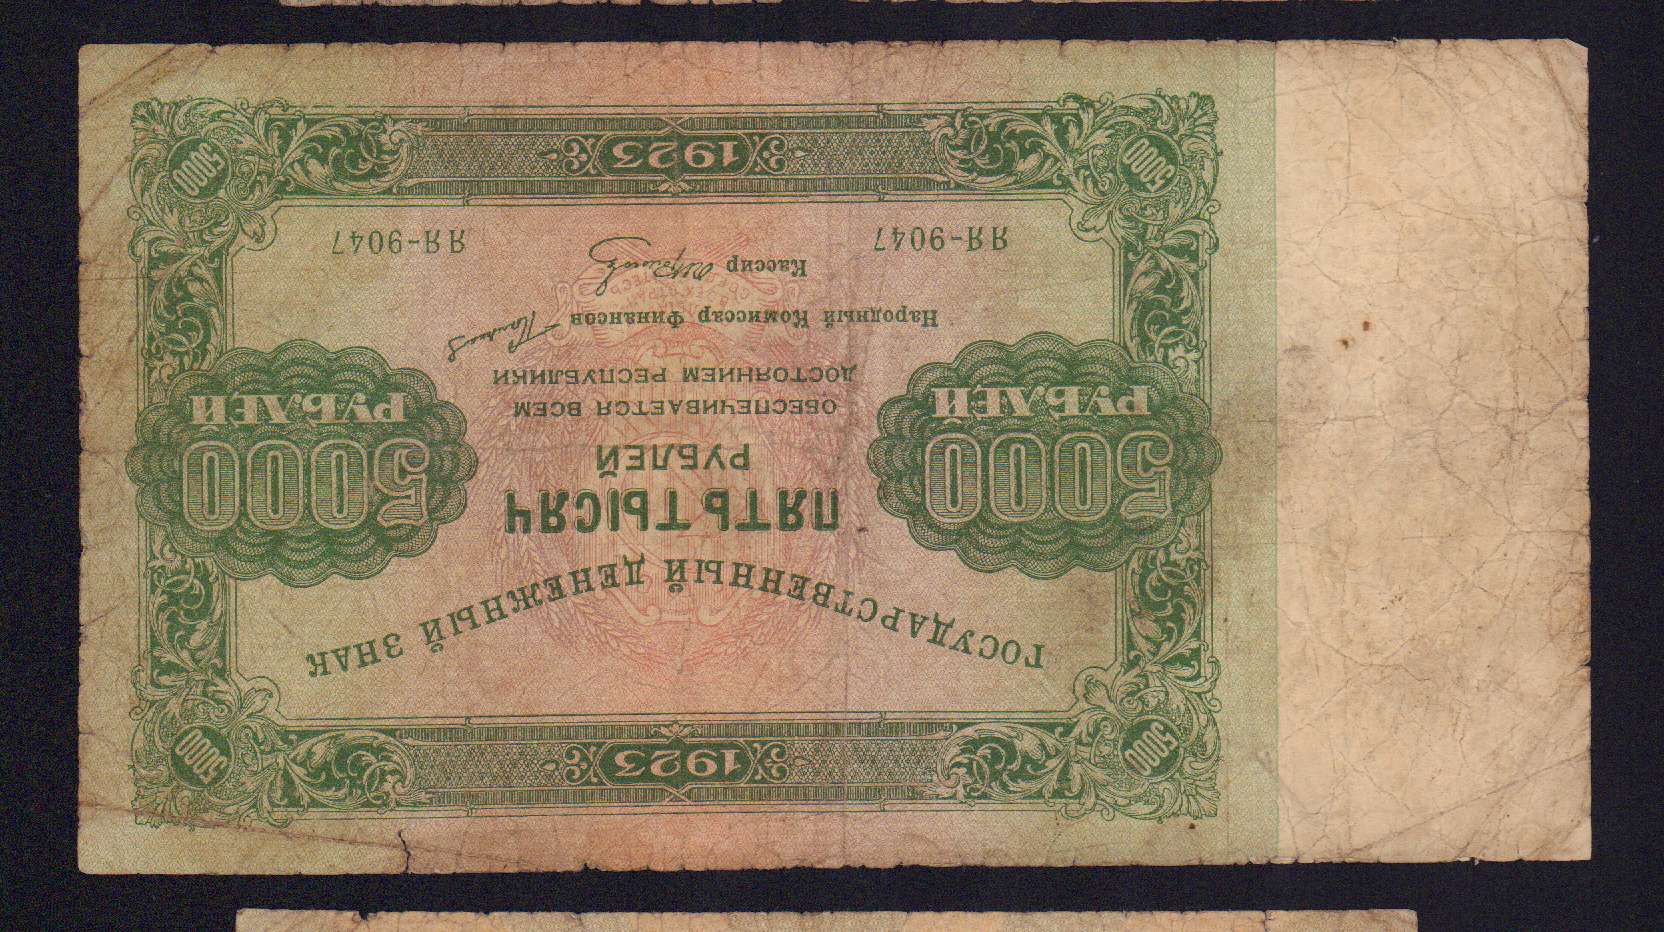 5000 1923 5000
ГОСУДАРСТВЕННЫЙ ДЕНЕЖНЫЙ ЗНАК
5000
РУБЛЕЙ
ПЯТЬ ТЫСЯЧ
РУБЛЕЙ
5000
РУБЛЕЙ
ОБЕСПЕЧИВАЕТСЯ ВСЕМ
ДОСТОЯНИЕМ РЕСПУБЛИКИ
Народный Комиссар Финансов
Кассир
ЯЯ-9047
ЯЯ-9047
5000 1923 5000